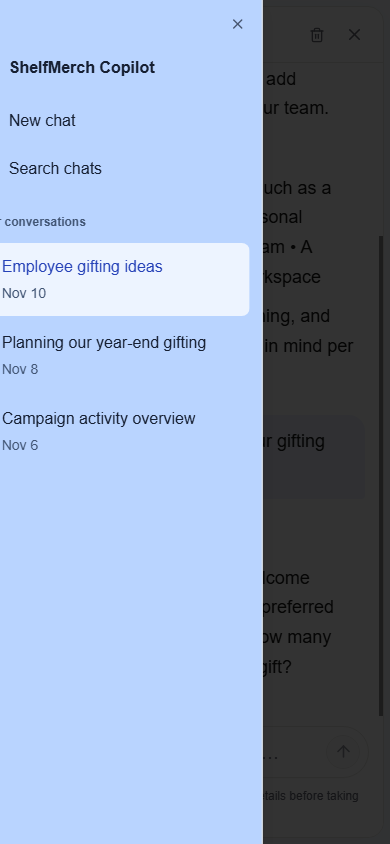 ShelfMerch Copilot
add
ur team.
New chat
Search chats
uch as a
sonal
conversations
am • A
kspace
Employee gifting ideas
Nov 10
ning, and
in mind per
Planning our year-end gifting
Nov 8
Campaign activity overview
Nov 6
ur gifting
lcome
preferred
ow many
gift?
...
tails before taking